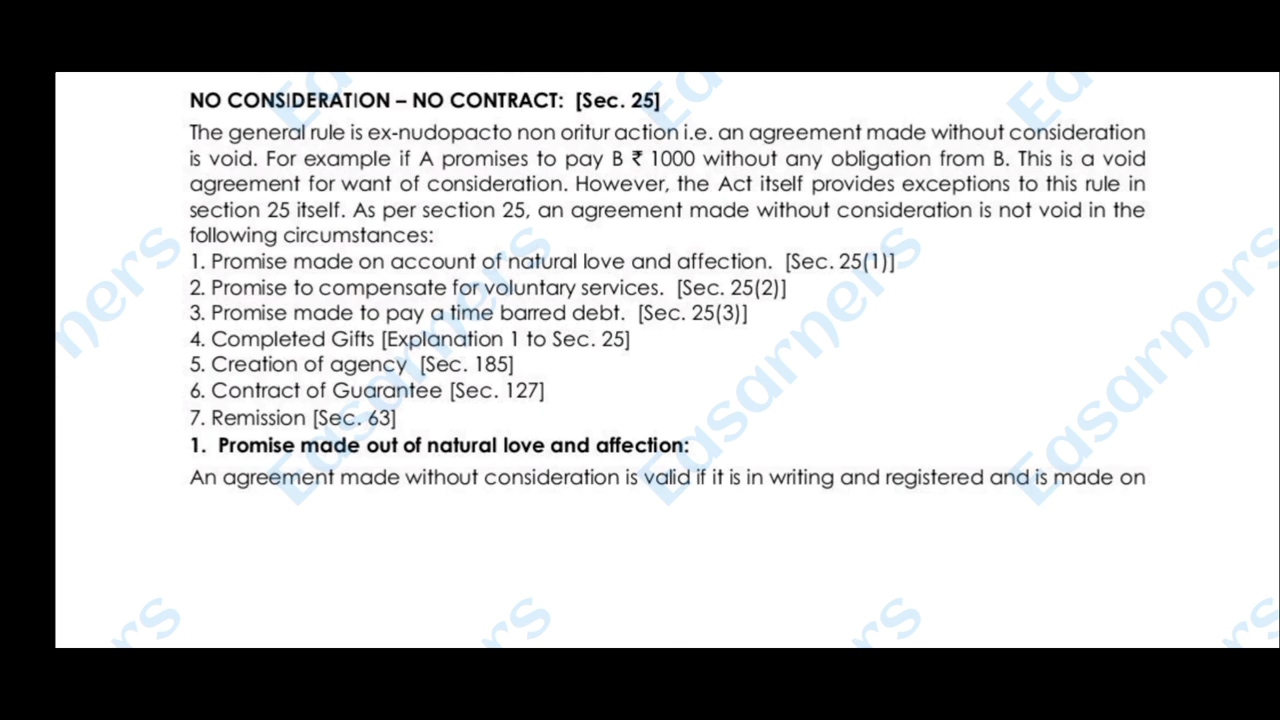 NO CONSIDERATION – NO CONTRACT: [Sec. 25]
The general rule is ex-nudopacto non oritur action i.e. an agreement made without consideration
is void. For example if A promises to pay B ₹ 1000 without any obligation from B. This is a void
agreement for want of consideration. However, the Act itself provides exceptions to this rule in
section 25 itself. As per section 25, an agreement made without consideration is not void in the
following circumstances:
1. Promise made on account of natural love and affection. [Sec. 25(1)]
2. Promise to compensate for voluntary services. [Sec. 25(2)]
3. Promise made to pay a time barred debt. [Sec. 25(3)]
4. Completed Gifts [Explanation 1 to Sec. 25]
5. Creation of agency [Sec. 185]
6. Contract of Guarantee [Sec. 127]
7. Remission [Sec. 63]
1. Promise made out of natural love and affection:
An agreement made without consideration is valid if it is in writing and registered and is made on
Easarners
Easarners